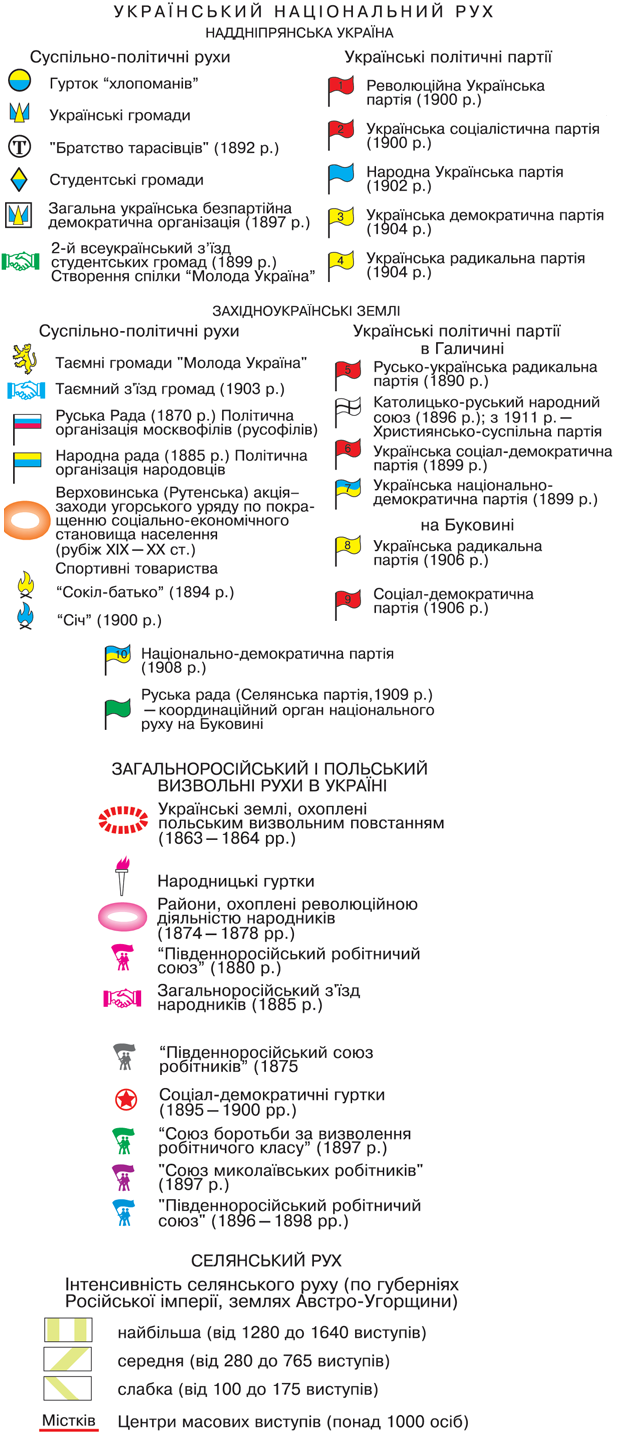 УКРАЇНСЬКИЙ НАЦІОНАЛЬНИЙ РУХ
НАДДНІПРЯНСЬКА УКРАЇНА
Суспільно-політичні рухи
Гурток “хлопоманів”
Українські громади
Т
"Братство тарасівців" (1892 р.)
Студентські громади
Загальна українська безпартійна
демократична організація (1897 р.)
2-й всеукраїнський з’їзд
студентських громад (1899 г.)
Створення спілки “Молода Україна”
Українські політичні партії
1
Революційна Українська
партія (1900 р.)
2
Українська соціалістична партія
(1900 р.)
Народна Українська партія
(1902 р.)
3
Українська демократична партія
(1904 г.)
4
Українська радикальна партія
(1904 г.)
ЗАХІДНОУКРАЇНСЬКІ ЗЕМЛІ
Суспільно-політичні рухи
Таємні громади "Молода Україна"
Таємний з’їзд громад (1903 р.)
Руська Рада (1870 р.) Політична
організація москвофілів (русофілів)
Народна рада (1885 р.) Політична
організація народовців
Верховинська (Рутенська) акція–
заходи угорського уряду по покра-
щенню соціально-економічного
становища населення
(рубіж XIX — XX ст.)
Спортивні товариства
“Сокіл-батько” (1894 р.)
“Січ” (1900 р.)
Українські політичні партії
в Галичині
5
Русько-українська радикальна
партія (1890 р.)
Католицько-руський народний
союз (1896 р.); з 1911 р. —
Християнсько-суспільна партія
6
Українська соціал-демократична
партія (1899 г.)
7
Українська національно-
демократична партія (1899 г.)
на Буковині
8
Українська радикальна
партія (1906 р.)
9
Соціал-демократична
партія (1906 р.)
10
Національно-демократична партія
(1908 р.)
Руська рада (Селянська партія,1909 р.)
— координаційний орган національного
руху на Буковині
ЗАГАЛЬНОРОСІЙСЬКИЙ І ПОЛЬСЬКИЙ
ВИЗВОЛЬНІ РУХИ В УКРАЇНІ
Українські землі, охоплені
польським визвольним повстанням
(1863 — 1864 рр.)
Народницькі гуртки
Райони, охоплені революційною
діяльністю народників
(1874 — 1878 рр.)
“Південноросійський робітничий
союз” (1880 р.)
Загальноросійський з’їзд
народників (1885 р.)
“Південноросійський союз
робітників” (1875
Соціал-демократичні гуртки
(1895 — 1900 рр.)
“Союз боротьби за визволення
робітничого класу” (1897 р.)
"Союз миколаївських робітників"
(1897 р.)
"Південноросійський робітничий
союз" (1896 — 1898 рр.)
СЕЛЯНСЬКИЙ РУХ
Інтенсивність селянського руху (по губерніях
Російської імперії, землях Австро-Угорщини)
найбільша (від 1280 до 1640 виступів)
середня (від 280 до 765 виступів)
слабка (від 100 до 175 виступів)
Містків Центри масових виступів (понад 1000 осіб)